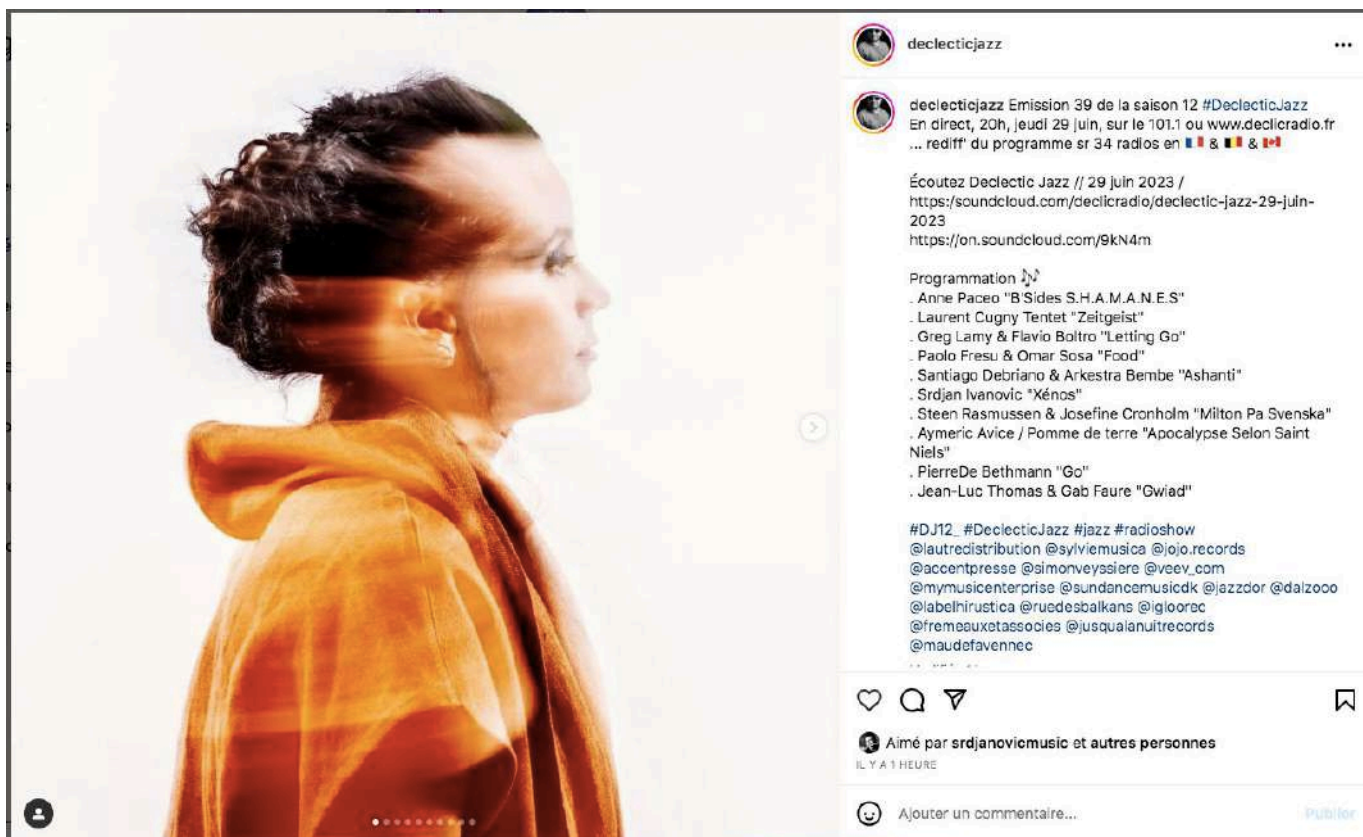 declecticjazz
declecticjazz Emission 39 de la saison 12 #DeclecticJazz
En direct, 20h, jeudi 29 juin, sur le 101.1 ou www.declicradio.fr
... rediff' du programme sr 34 radios en 🇫🇷 & 🇧🇪 & 🇨🇦
Écoutez Declectic Jazz // 29 juin 2023 /
https:/soundcloud.com/declicradio/declectic-jazz-29-juin-
2023
https://on.soundcloud.com/9kN4m
Programmation 🎶
. Anne Paceo "B'Sides S.H.A.M.A.N.E.S"
. Laurent Cugny Tentet "Zeitgeist"
. Greg Lamy & Flavio Boltro "Letting Go"
. Paolo Fresu & Omar Sosa "Food"
. Santiago Debriano & Arkestra Bembe "Ashanti"
. Srdjan Ivanovic "Xénos"
. Steen Rasmussen & Josefine Cronholm "Milton Pa Svenska"
. Aymeric Avice / Pomme de terre "Apocalypse Selon Saint
Niels"
. PierreDe Bethmann "Go"
. Jean-Luc Thomas & Gab Faure "Gwiad"
#DJ12_ #DeclecticJazz #jazz #radioshow
@lautredistribution @sylviemusica @jojo.records
@accentpresse @simonveyssiere @veev_com
@mymusicenterprise @sundancemusicdk @jazzdor @dalzooo
@labelhirustica @ruedesbalkans @igloorec
@fremeauxetassocies @jusqualanuitrecords
@maudefavennec
Aimé par srdjanovicmusic et autres personnes
IL Y A 1 HEURE
Ajouter un commentaire...
Publier